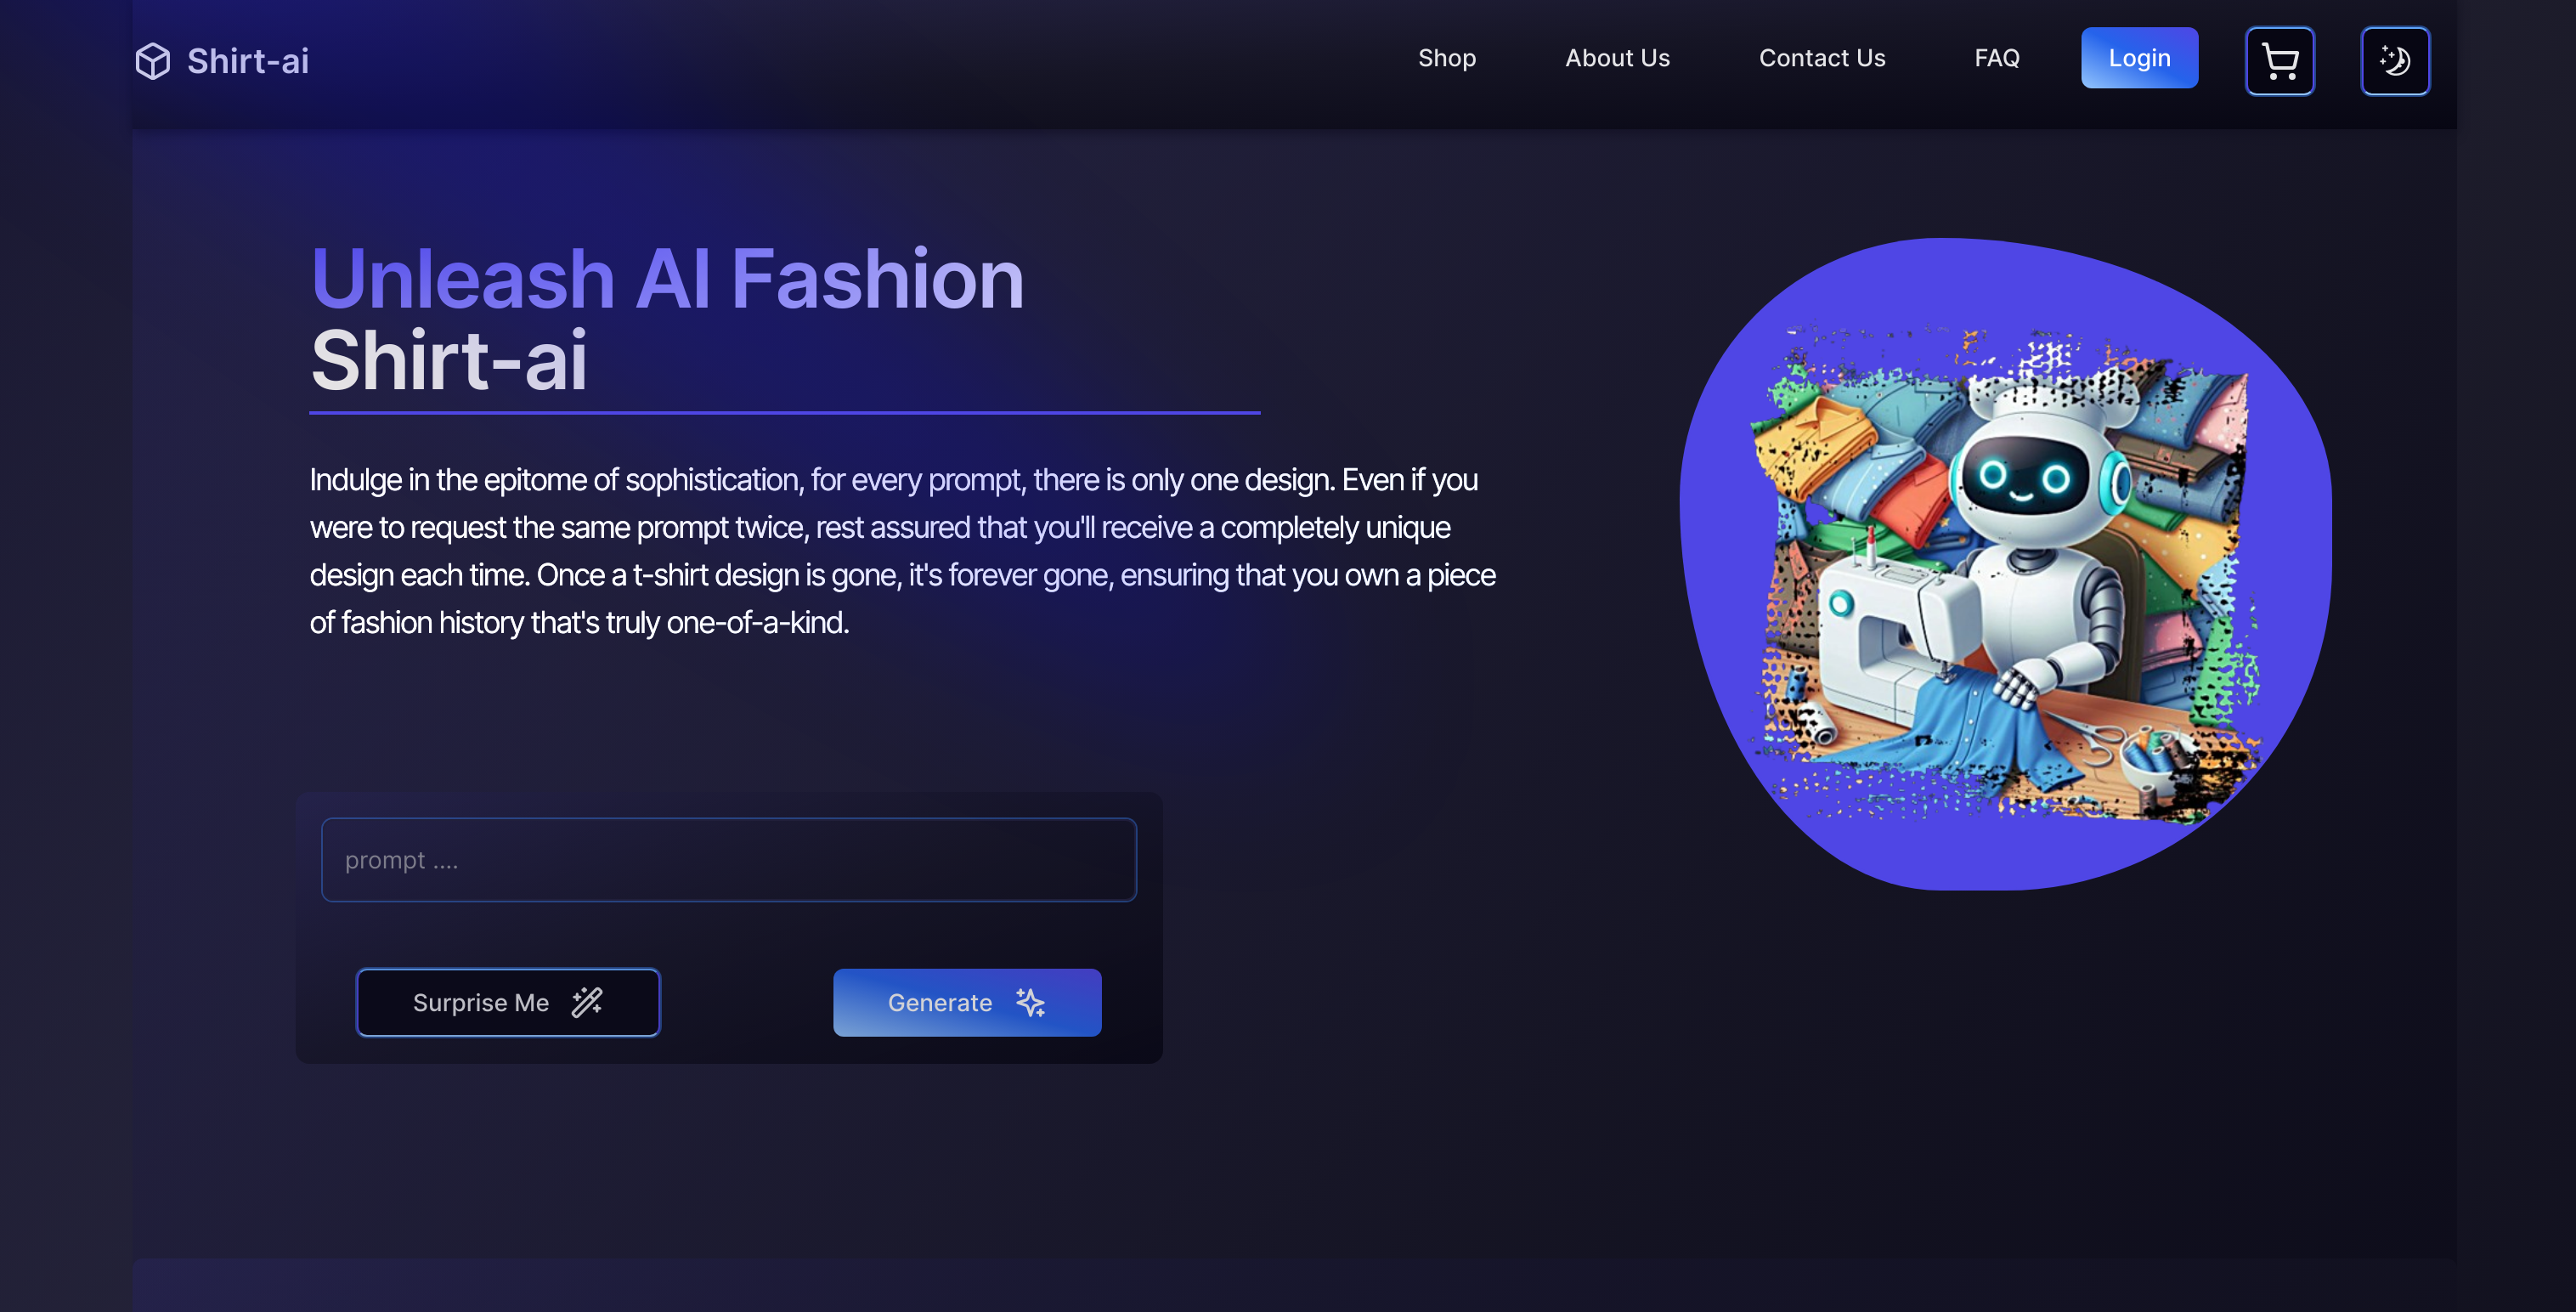 Shirt-ai
Shop
About Us
Contact Us
FAQ
Login
Unleash AI Fashion
Shirt-ai
Indulge in the epitome of sophistication, for every prompt, there is only one design. Even if you
were to request the same prompt twice, rest assured that you'll receive a completely unique
design each time. Once a t-shirt design is gone, it's forever gone, ensuring that you own a piece
of fashion history that's truly one-of-a-kind.
prompt ....
Surprise Me
Generate